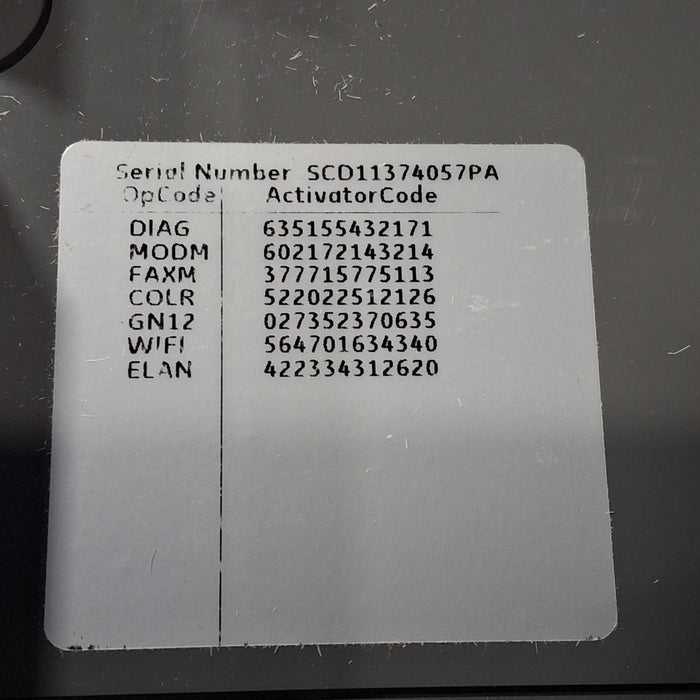 Serial Number SCD11374057PA
OpCode ActivatorCode
DIAG 635155432171
MODM 602172143214
FAXM 377715775113
COLR 522022512126
GN12 027352370635
WIFI 564701634340
ELAN 422334312620